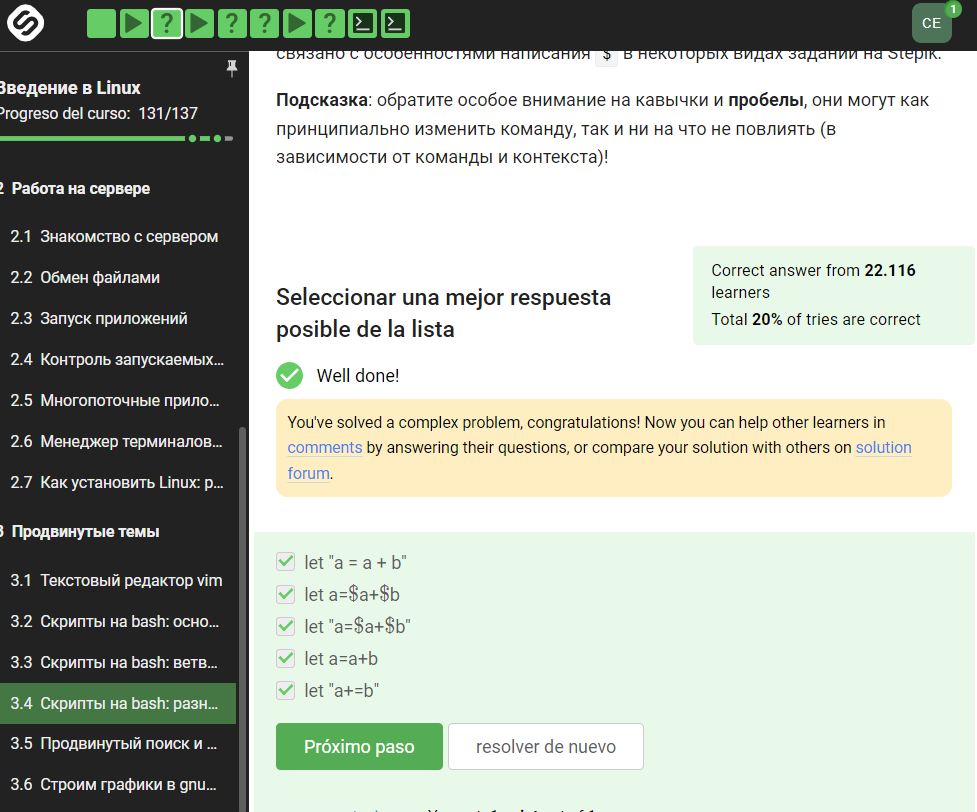 ? ? ? ?
CE
1
связано с особенностями написания $ в некоторых видах заданий на Stepik.
Введение в Linux
Progreso del curso: 131/137
Подсказка: обратите особое внимание на кавычки и пробелы, они могут как
принципиально изменить команду, так и ни на что не повлиять (в
зависимости от команды и контекста)!
2 Работа на сервере
2.1 Знакомство с сервером
2.2 Обмен файлами
2.3 Запуск приложений
2.4 Контроль запускаемых...
2.5 Многопоточные прило...
2.6 Менеджер терминалов...
2.7 Как установить Linux: р...
3 Продвинутые темы
3.1 Текстовый редактор vim
3.2 Скрипты на bash: осно...
3.3 Скрипты на bash: ветв...
3.4 Скрипты на bash: разн...
3.5 Продвинутый поиск и ...
3.6 Строим графики в gnu...
Correct answer from 22.116
learners
Total 20% of tries are correct
Seleccionar una mejor respuesta
posible de la lista
Well done!
You've solved a complex problem, congratulations! Now you can help other learners in
comments by answering their questions, or compare your solution with others on solution
forum.
let "a = a + b"
let a=$a+$b
let "a=$a+$b"
let a=a+b
let "a+=b"
Próximo paso
resolver de nuevo